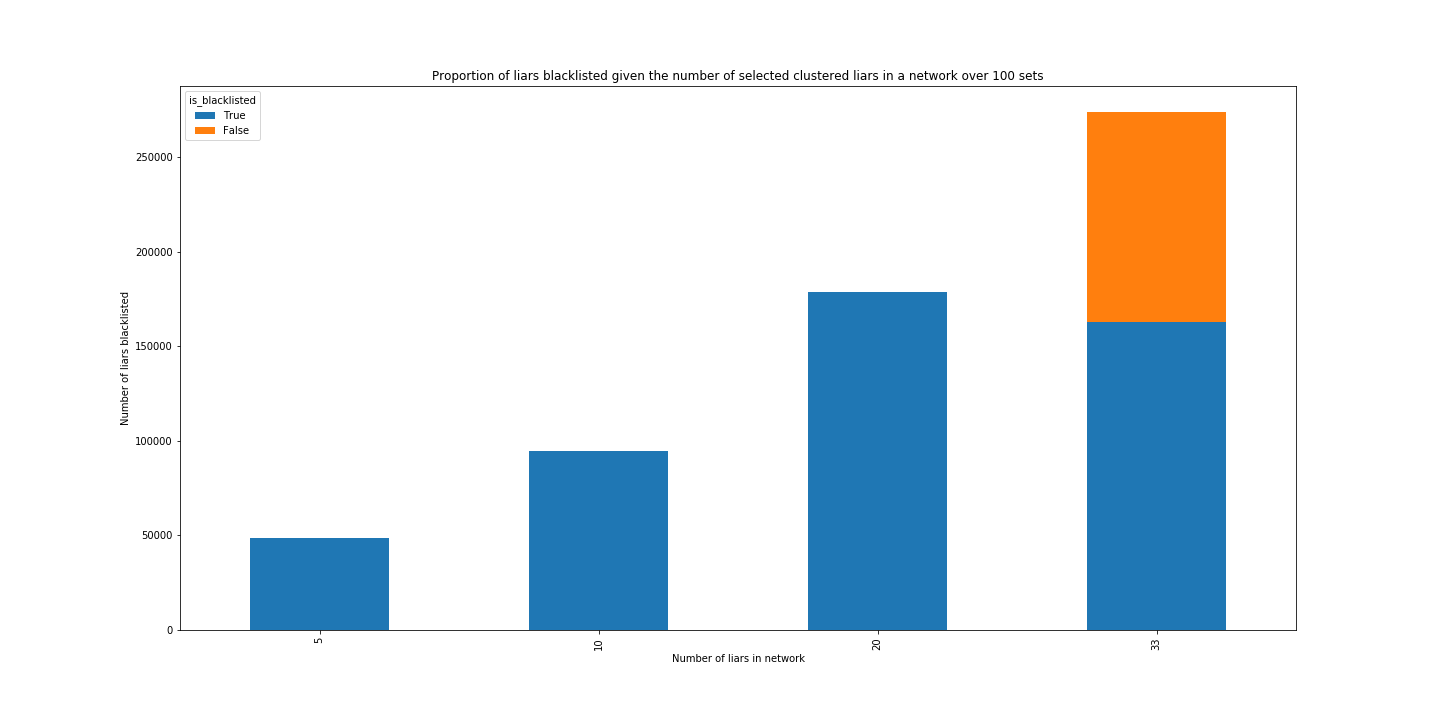 Proportion of liars blacklisted given the number of selected clustered liars in a network over 100 sets
is_blacklisted
True
False
250000
200000
150000
100000
50000
0
Number of liars blacklisted
5
10
20
33
Number of liars in network